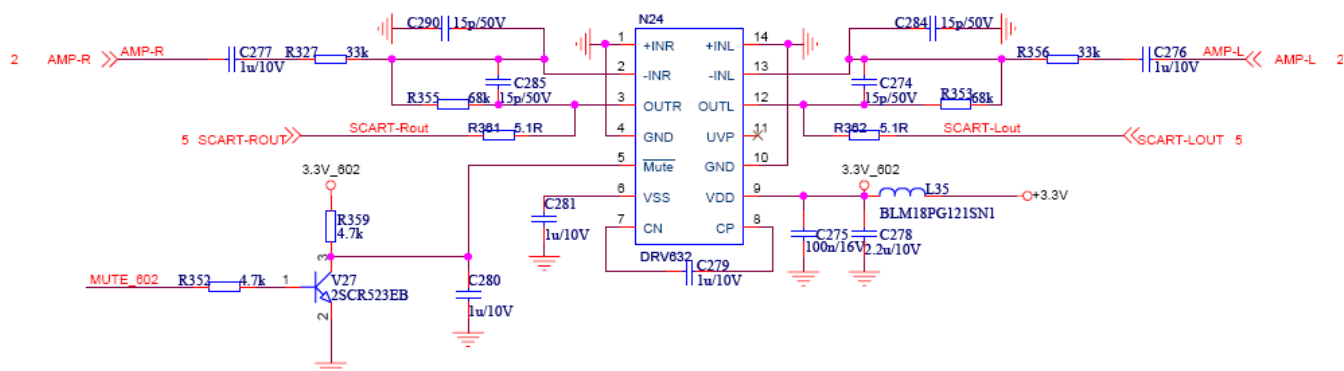 C290 15p/50V N24 C284 15p/50V
1 +INR +INL 14
2 AMP-R AMP-R C277 R327 33k R356 33k C276 AMP-L AMP-L 2
1u/10V 2 -INR -INL 13 1u/10V
C285 C274
R355 68k 15p/50V 3 OUTR OUTL 12 15p/50V R353 68k
5 SCART-ROUT SCART-Rout R361 5.1R UVP 11 R362 5.1R SCART-Lout SCART-LOUT 5
4 GND
5 Mute GND 10
3.3V_602 3.3V_602
6 VSS VDD 9 L35 +3.3V
R359 C281 BLM18PG121SN1
4.7k 1u/10V 7 CN CP 8 C275 C278
100n/16V 2.2u/10V
3 DRV632 C279
MUTE_602 R352 4.7k 1 V27 C280 1u/10V
2SCR523EB 1u/10V
2